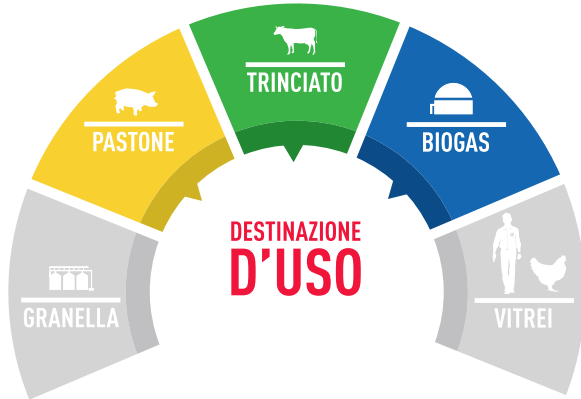 TRINCIATO
PASTONE
BIOGAS
DESTINAZIONE
D'USO
GRANELLA
VITREI